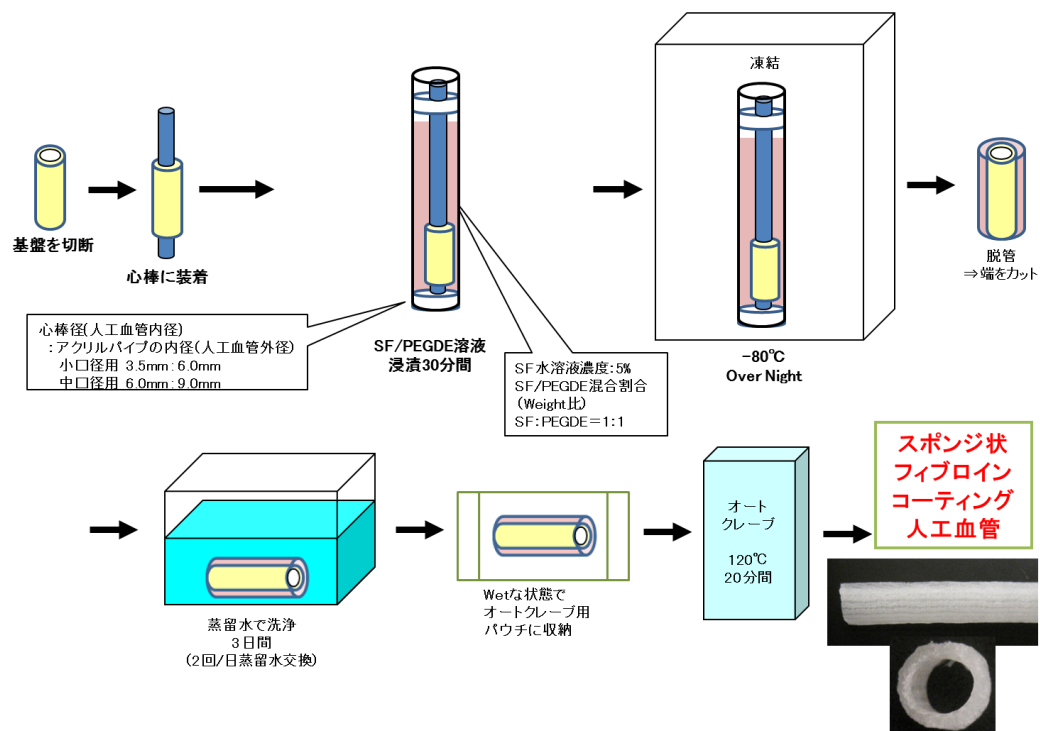 基盤を切断
心棒に装着
心棒径(人工血管内径)
:アクリルパイプの内径(人工血管外径)
小口径用 3.5mm:6.0mm
中口径用 6.0mm:9.0mm
SF/PEGDE溶液
浸漬30分間
SF水溶液濃度:5%
SF/PEGDE混合割合
(Weight比)
SF:PEGDE=1:1
凍結
-80℃
Over Night
脱管
⇒端をカット
蒸留水で洗浄
3日間
(2回/日蒸留水交換)
Wetな状態で
オートクレーブ用
パウチに収納
オート
クレーブ
120℃
20分間
スポンジ状
フィブロイン
コーティング
人工血管